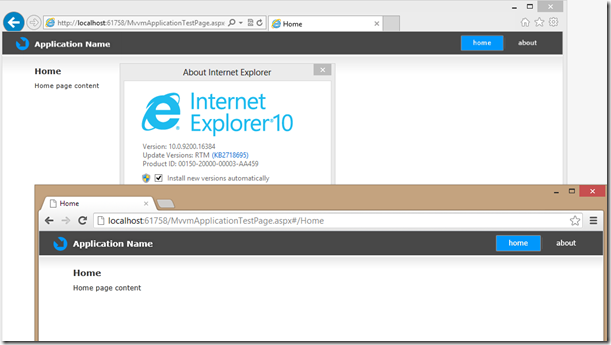 http://localhost:61758/MvvmApplicationTestPage.aspx
Home
Application Name
home
about
Home
Home page content
About Internet Explorer
Internet
Explorer 10
Version: 10.0.9200.16384
Update Versions: RTM (KB2718695)
Product ID: 00150-20000-00003-AA459
Install new versions automatically
Home
localhost:61758/MvvmApplicationTestPage.aspx#/Home
Application Name
home
about
Home
Home page content